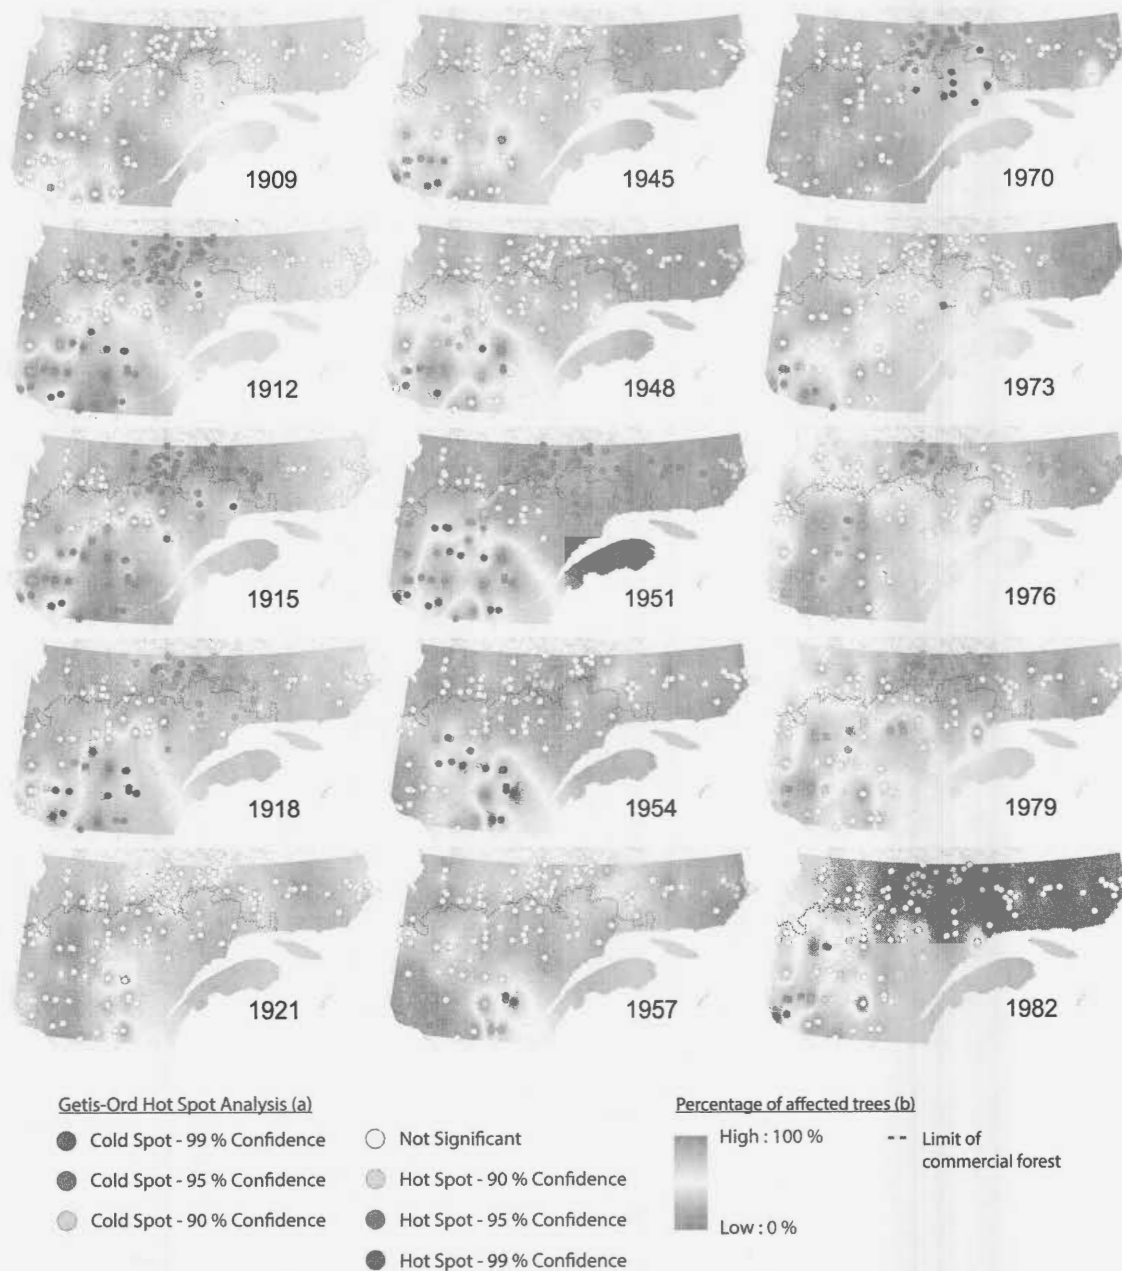 1909
1945
1970
1912
1948
1973
1915
1951
1976
1918
1954
1979
1921
1957
1982
Getis-Ord Hot Spot Analysis (a)
Cold Spot - 99 % Confidence
Cold Spot - 95 % Confidence
Cold Spot - 90 % Confidence
Not Significant
Hot Spot - 90 % Confidence
Hot Spot - 95 % Confidence
Hot Spot - 99 % Confidence
Percentage of affected trees (b)
High : 100 %
Low : 0 %
Limit of
commercial forest